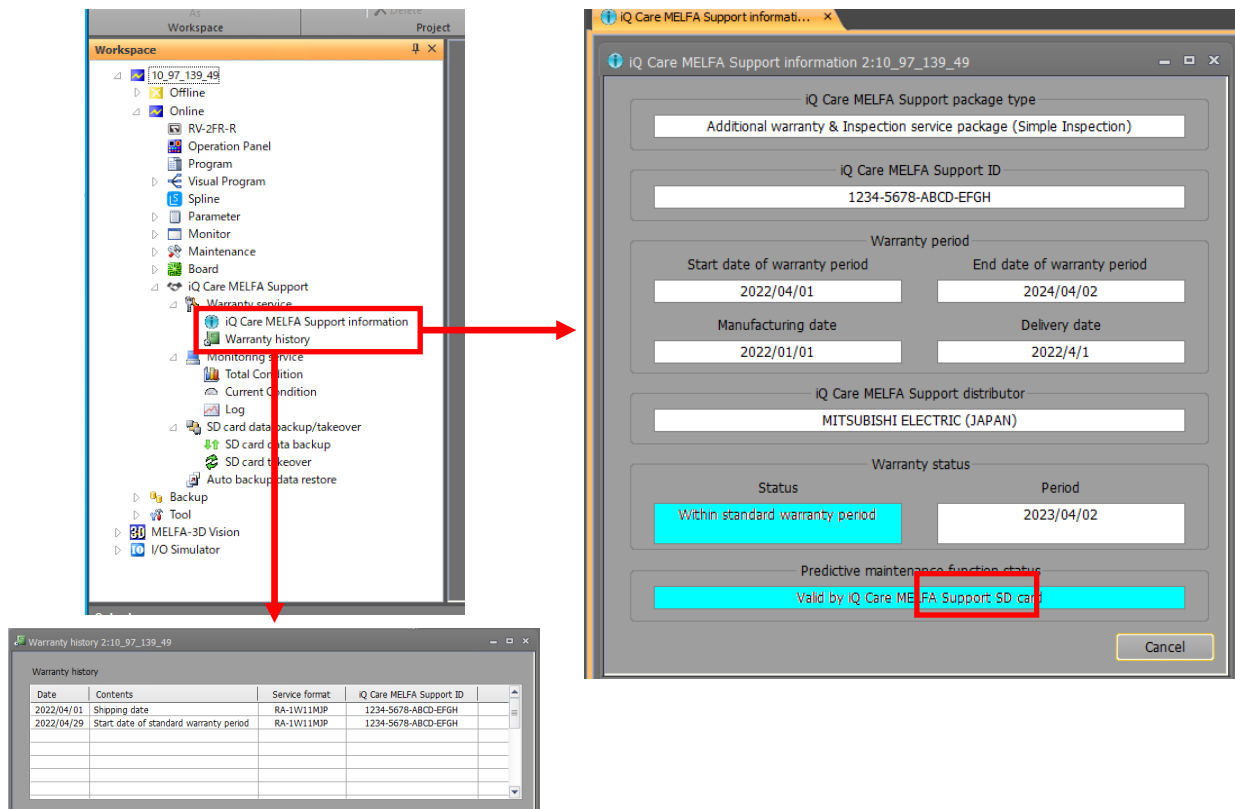 As
Delete
Workspace
Project
Workspace
10_97_139_49
Offline
Online
RV-2FR-R
Operation Panel
Program
Visual Program
Spline
Parameter
Monitor
Maintenance
Board
iQ Care MELFA Support
Warranty service
iQ Care MELFA Support information
Warranty history
Monitoring service
Total Condition
Current Condition
Log
SD card data backup/takeover
SD card data backup
SD card takeover
Auto backup data restore
Backup
Tool
MELFA-3D Vision
I/O Simulator
Warranty history 2:10_97_139_49
Warranty history
Date Contents Service format iQ Care MELFA Support ID
2022/04/01 Shipping date RA-1W11MJP 1234-5678-ABCD-EFGH
2022/04/29 Start date of standard warranty period RA-1W11MJP 1234-5678-ABCD-EFGH
iQ Care MELFA Support informati...
iQ Care MELFA Support information 2:10_97_139_49
iQ Care MELFA Support package type
Additional warranty & Inspection service package (Simple Inspection)
iQ Care MELFA Support ID
1234-5678-ABCD-EFGH
Warranty period
Start date of warranty period End date of warranty period
2022/04/01 2024/04/02
Manufacturing date Delivery date
2022/01/01 2022/4/1
iQ Care MELFA Support distributor
MITSUBISHI ELECTRIC (JAPAN)
Warranty status
Status Period
Within standard warranty period 2023/04/02
Predictive maintenance function status
Valid by iQ Care MELFA Support SD card
Cancel